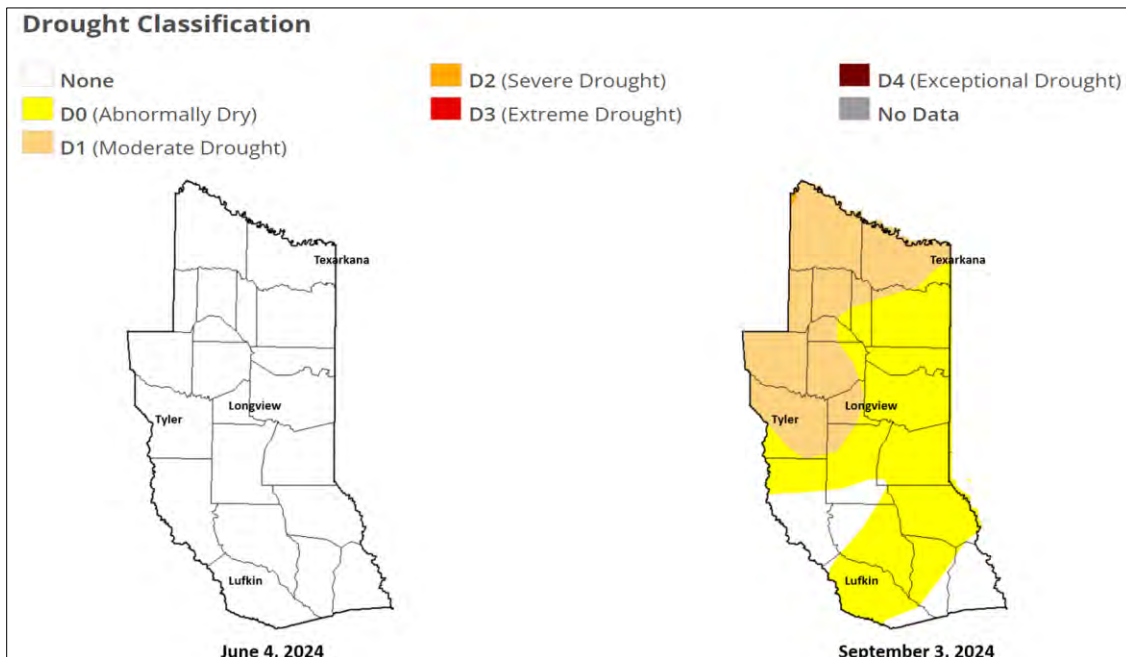 Drought Classification
None
D0 (Abnormally Dry)
D1 (Moderate Drought)
D2 (Severe Drought)
D3 (Extreme Drought)
D4 (Exceptional Drought)
No Data
Texarkana
Tyler
Longview
Lufkin
June 4, 2024
Texarkana
Longview
Tyler
Lufkin
September 3, 2024